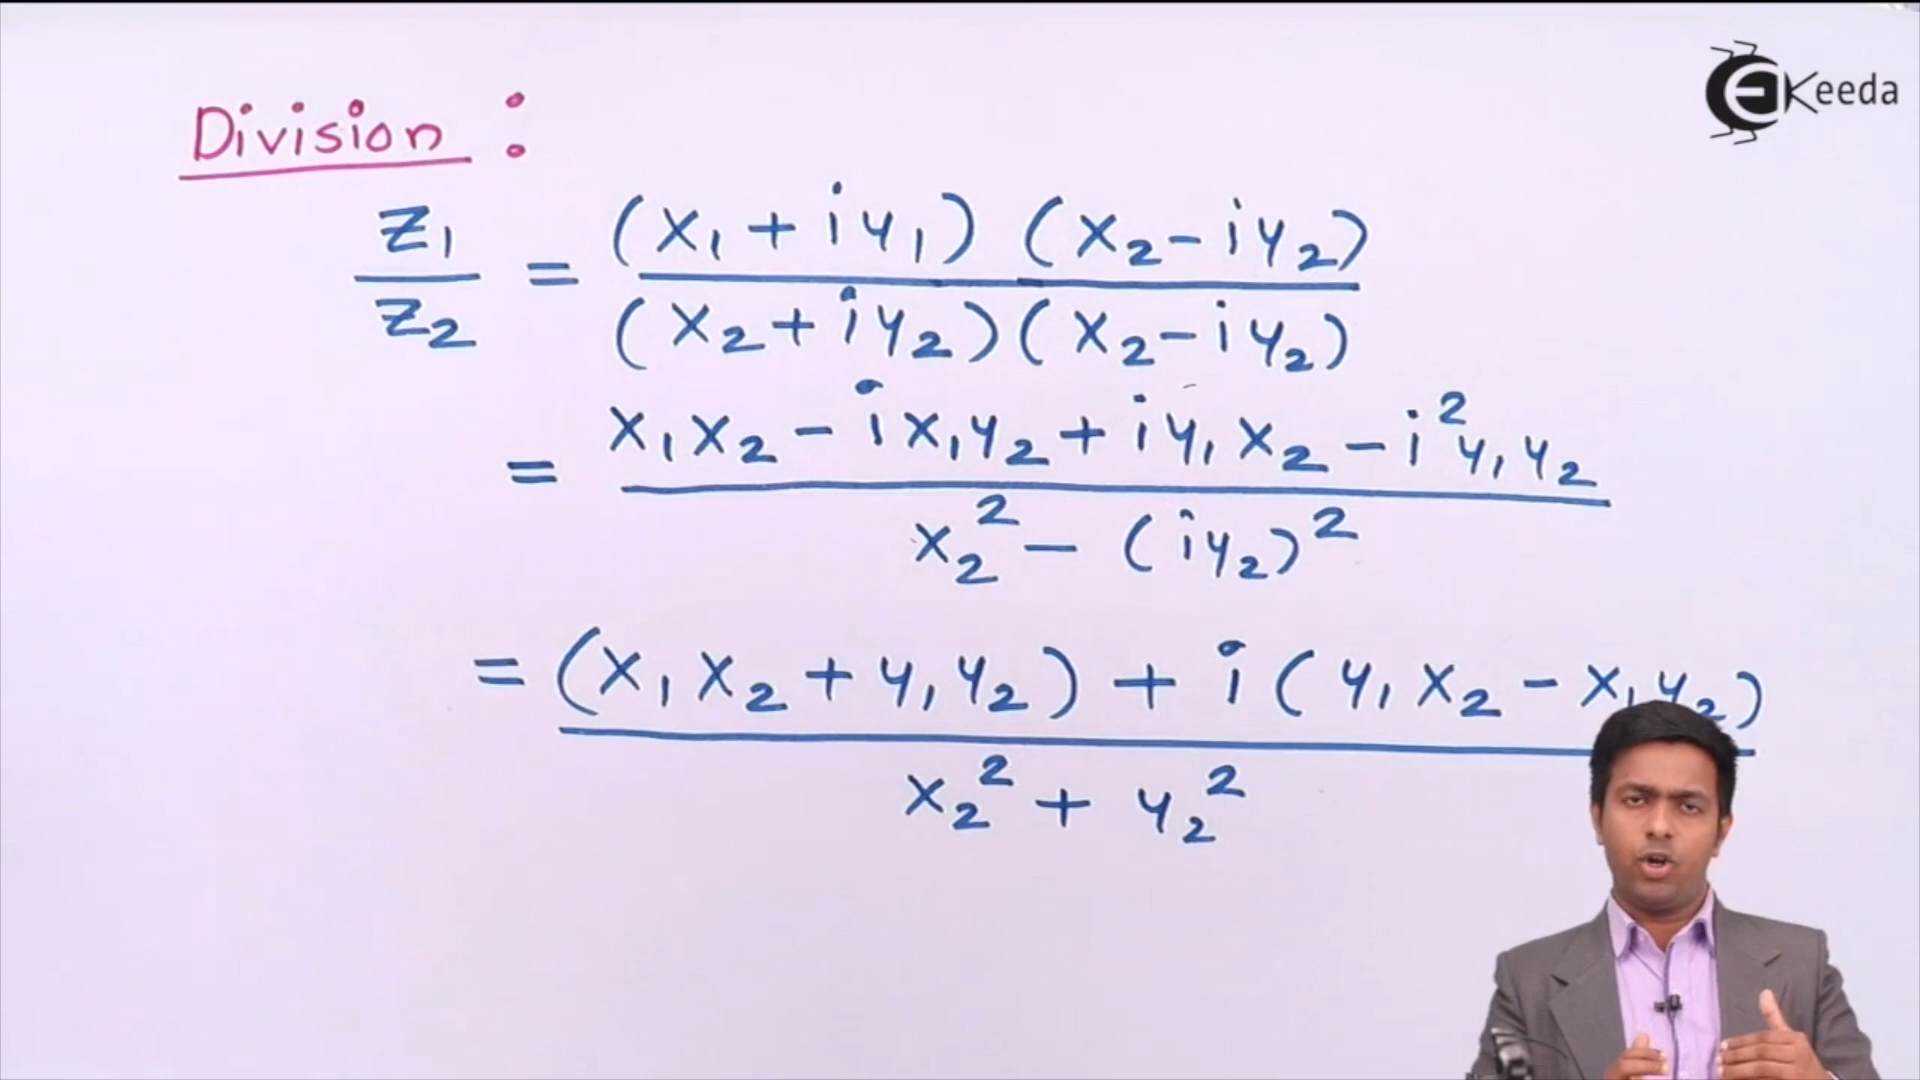 Ekeeda
Division :
z₁/z₂ = (x₁ + iy₁) (x₂ - iy₂) / (x₂ + iy₂)(x₂ - iy₂)
= x₁x₂ - ix₁y₂ + iy₁x₂ - i²y₁y₂ / x₂² - (iy₂)²
= (x₁x₂ + y₁y₂) + i(y₁x₂ - x₁y₂) / x₂² + y₂²